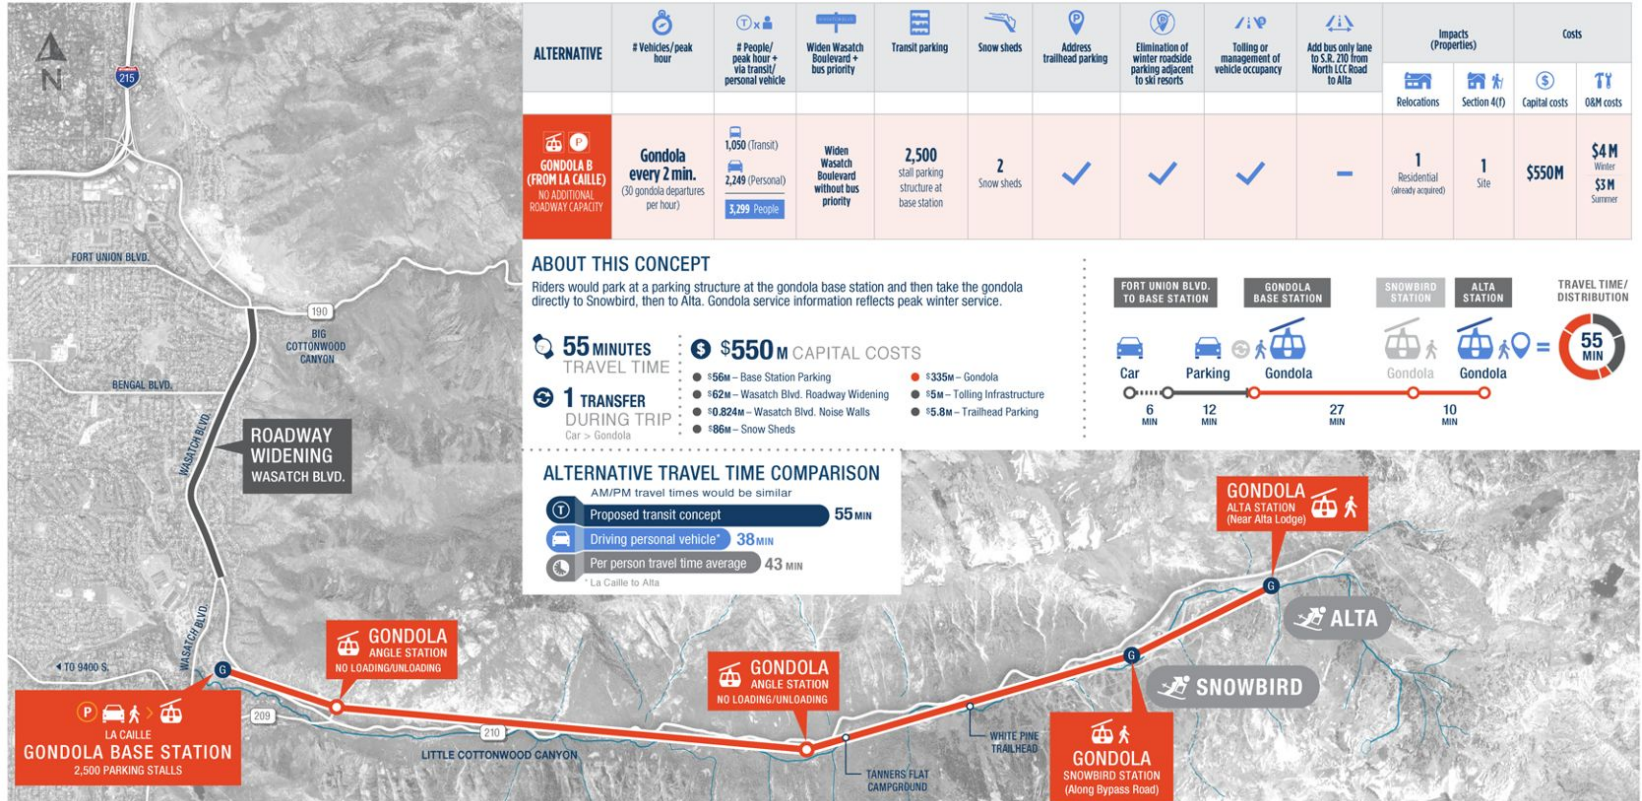 N
215
ALTERNATIVE
# Vehicles/peak
hour
T x
# People/
peak hour +
via transit/
personal vehicle
Widen Wasatch
Boulevard +
bus priority
Transit parking
Snow sheds
P
Address
trailhead parking
Elimination of
winter roadside
parking adjacent
to ski resorts
Tolling or
management of
vehicle occupancy
Add bus only lane
to S.R. 210 from
North LCC Road
to Alta
Impacts
(Properties)
Relocations
Section 4(f)
Costs
$
Capital costs
O&M costs
P
GONDOLA B
(FROM LA CAILLE)
NO ADDITIONAL
ROADWAY CAPACITY
Gondola
every 2 min.
(30 gondola departures
per hour)
1,050 (Transit)
2,249 (Personal)
3,299 People
Widen
Wasatch
Boulevard
without bus
priority
2,500
stall parking
structure at
base station
2
Snow sheds
1
Residential
(already acquired)
1
Site
$550M
$4M
Winter
$3M
Summer
ABOUT THIS CONCEPT
Riders would park at a parking structure at the gondola base station and then take the gondola
directly to Snowbird, then to Alta. Gondola service information reflects peak winter service.
55 MINUTES
TRAVEL TIME
1 TRANSFER
DURING TRIP
Car > Gondola
$ $550M CAPITAL COSTS
$56M – Base Station Parking
$62M – Wasatch Blvd. Roadway Widening
$0.824M – Wasatch Blvd. Noise Walls
$86M – Snow Sheds
$335M – Gondola
$5M – Tolling Infrastructure
$5.8M – Trailhead Parking
FORT UNION BLVD.
TO BASE STATION
GONDOLA
BASE STATION
SNOWBIRD
STATION
ALTA
STATION
TRAVEL TIME/
DISTRIBUTION
=
55
MIN
Car
Parking
Gondola
Gondola
Gondola
6
MIN
12
MIN
27
MIN
10
MIN
ALTERNATIVE TRAVEL TIME COMPARISON
AM/PM travel times would be similar
T
Proposed transit concept
55 MIN
Driving personal vehicle*
38 MIN
Per person travel time average
43 MIN
* La Caille to Alta
FORT UNION BLVD.
190
BIG
COTTONWOOD
CANYON
BENGAL BLVD.
WASATCH BLVD.
ROADWAY
WIDENING
WASATCH BLVD.
WASATCH BLVD.
TO 9400 S.
G
P
>
LA CAILLE
GONDOLA BASE STATION
2,500 PARKING STALLS
209
GONDOLA
ANGLE STATION
NO LOADING/UNLOADING
210
LITTLE COTTONWOOD CANYON
GONDOLA
ANGLE STATION
NO LOADING/UNLOADING
TANNERS FLAT
CAMPGROUND
WHITE PINE
TRAILHEAD
G
GONDOLA
SNOWBIRD STATION
(Along Bypass Road)
SNOWBIRD
G
GONDOLA
ALTA STATION
(Near Alta Lodge)
ALTA